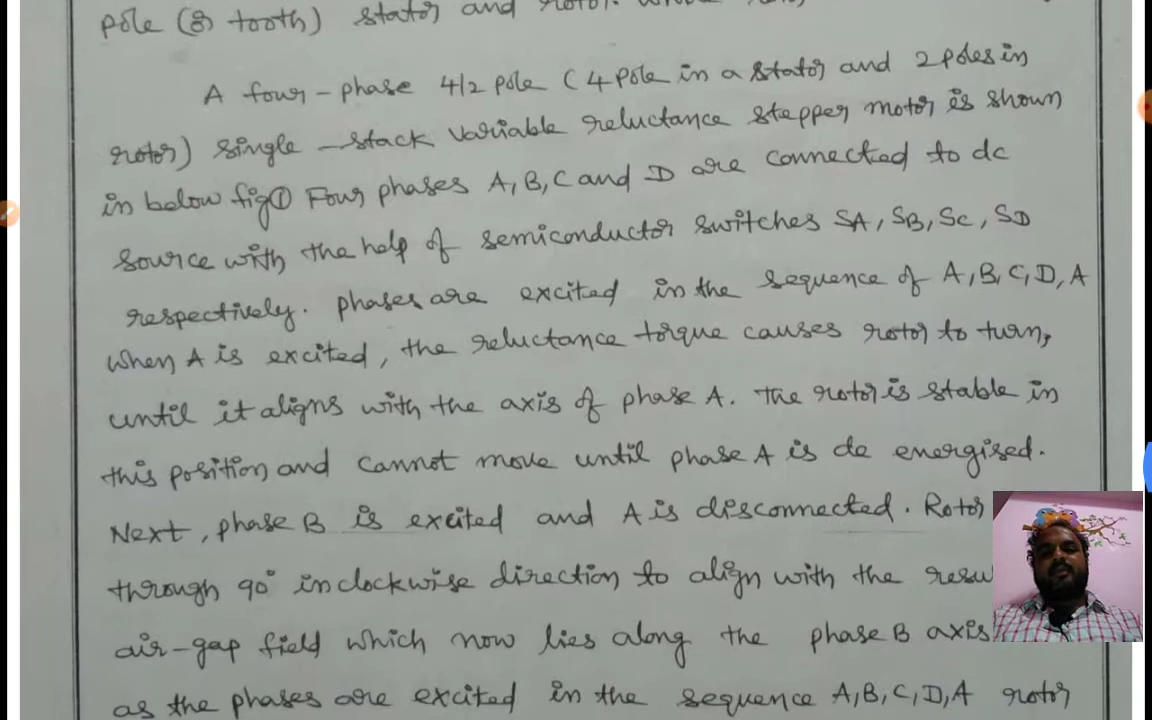 pole (or tooth) stator and rotor.
A four-phase 4/2 pole (4 pole in a stator and 2 poles in
rotor) single-stack variable reluctance stepper motor is shown
in below fig① Four phases A, B, C and D are connected to dc
source with the help of semiconductor switches SA, SB, SC, SD
respectively. phases are excited in the sequence of A, B, C, D, A
when A is excited, the reluctance torque causes rotor to turn,
until it aligns with the axis of phase A. The rotor is stable in
this position and cannot move until phase A is de energised.
Next, phase B is excited and A is disconnected. Rotor
through 90° in clockwise direction to align with the resu
air-gap field which now lies along the phase B axis
as the phases are excited in the sequence A, B, C, D, A rotor